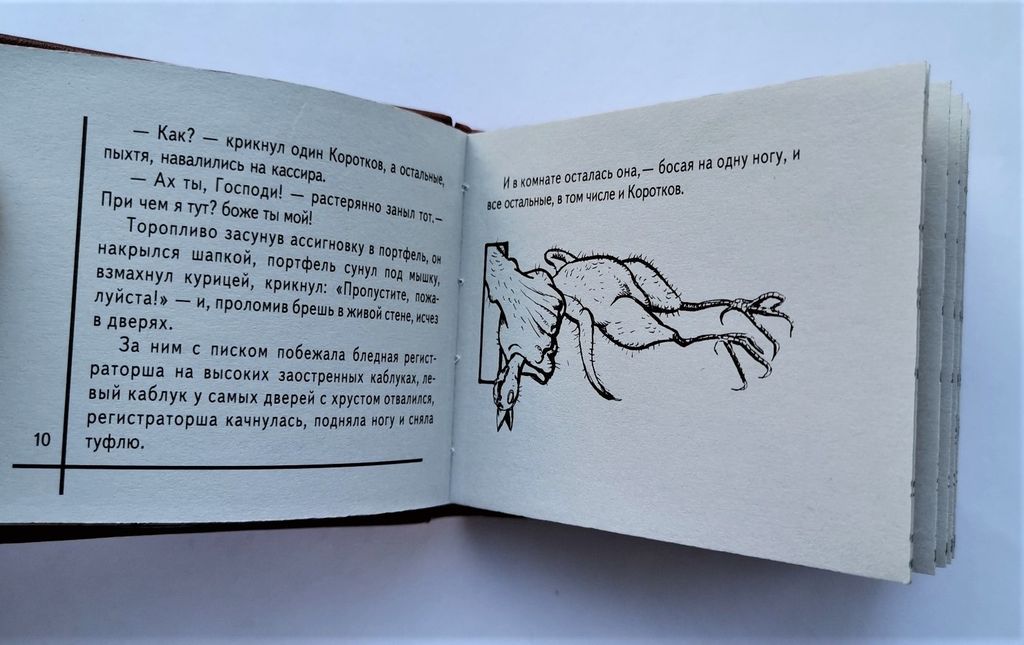 — Как? — крикнул один Коротков, а остальные,
пыхтя, навалились на кассира.
— Ах ты, Господи! — растерянно заныл тот.—
При чем я тут? боже ты мой!
Торопливо засунув ассигновку в портфель, он
накрылся шапкой, портфель сунул под мышку,
взмахнул курицей, крикнул: «Пропустите, пожа-
луйста!» — и, проломив брешь в живой стене, исчез
в дверях.
За ним с писком побежала бледная регист-
раторша на высоких заостренных каблуках, ле-
вый каблук у самых дверей с хрустом отвалился,
регистраторша качнулась, подняла ногу и сняла
туфлю.
10
И в комнате осталась она,— босая на одну ногу, и
все остальные, в том числе и Коротков.